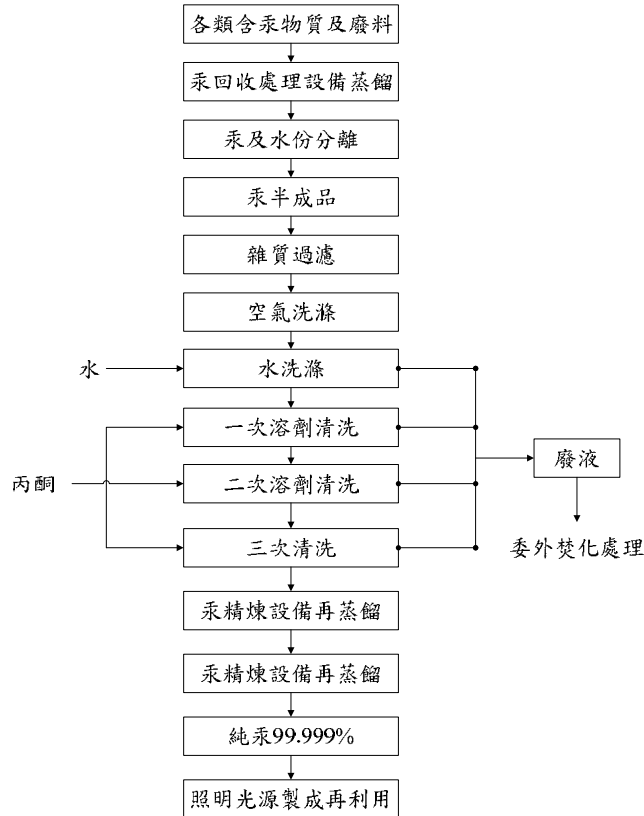 各類含汞物質及廢料
汞回收處理設備蒸餾
汞及水份分離
汞半成品
雜質過濾
空氣洗滌
水
水洗滌
一次溶劑清洗
廢液
丙酮
二次溶劑清洗
三次清洗
委外焚化處理
汞精煉設備再蒸餾
汞精煉設備再蒸餾
純汞99.999%
照明光源製成再利用